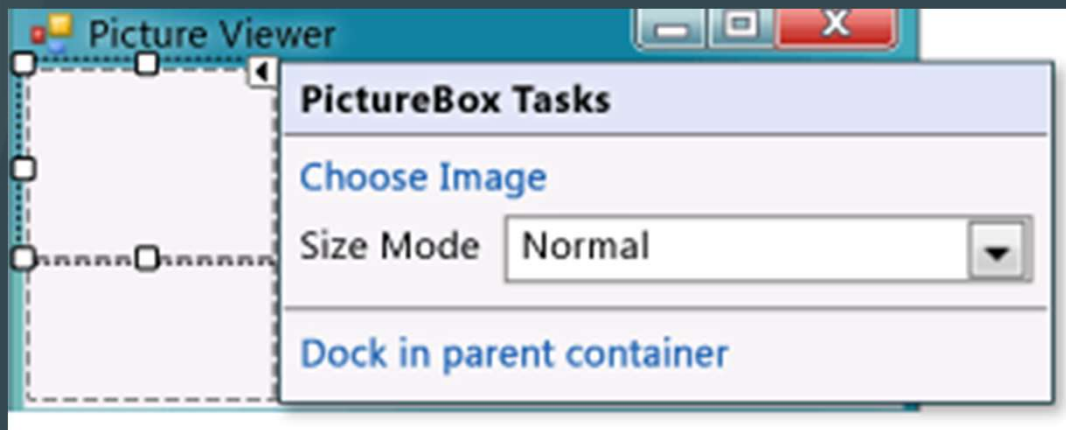 Picture Viewer
PictureBox Tasks
Choose Image
Size Mode Normal
Dock in parent container